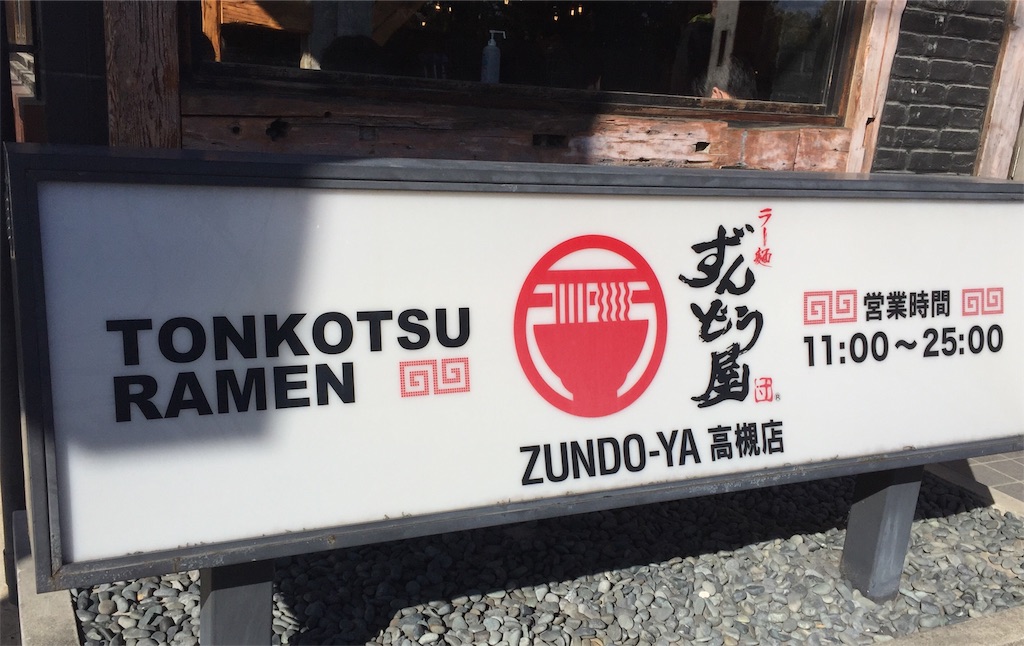 TONKOTSU
RAMEN
ラー麺
ずんどう屋
団®
ZUNDO-YA 高槻店
営業時間
11:00～25:00